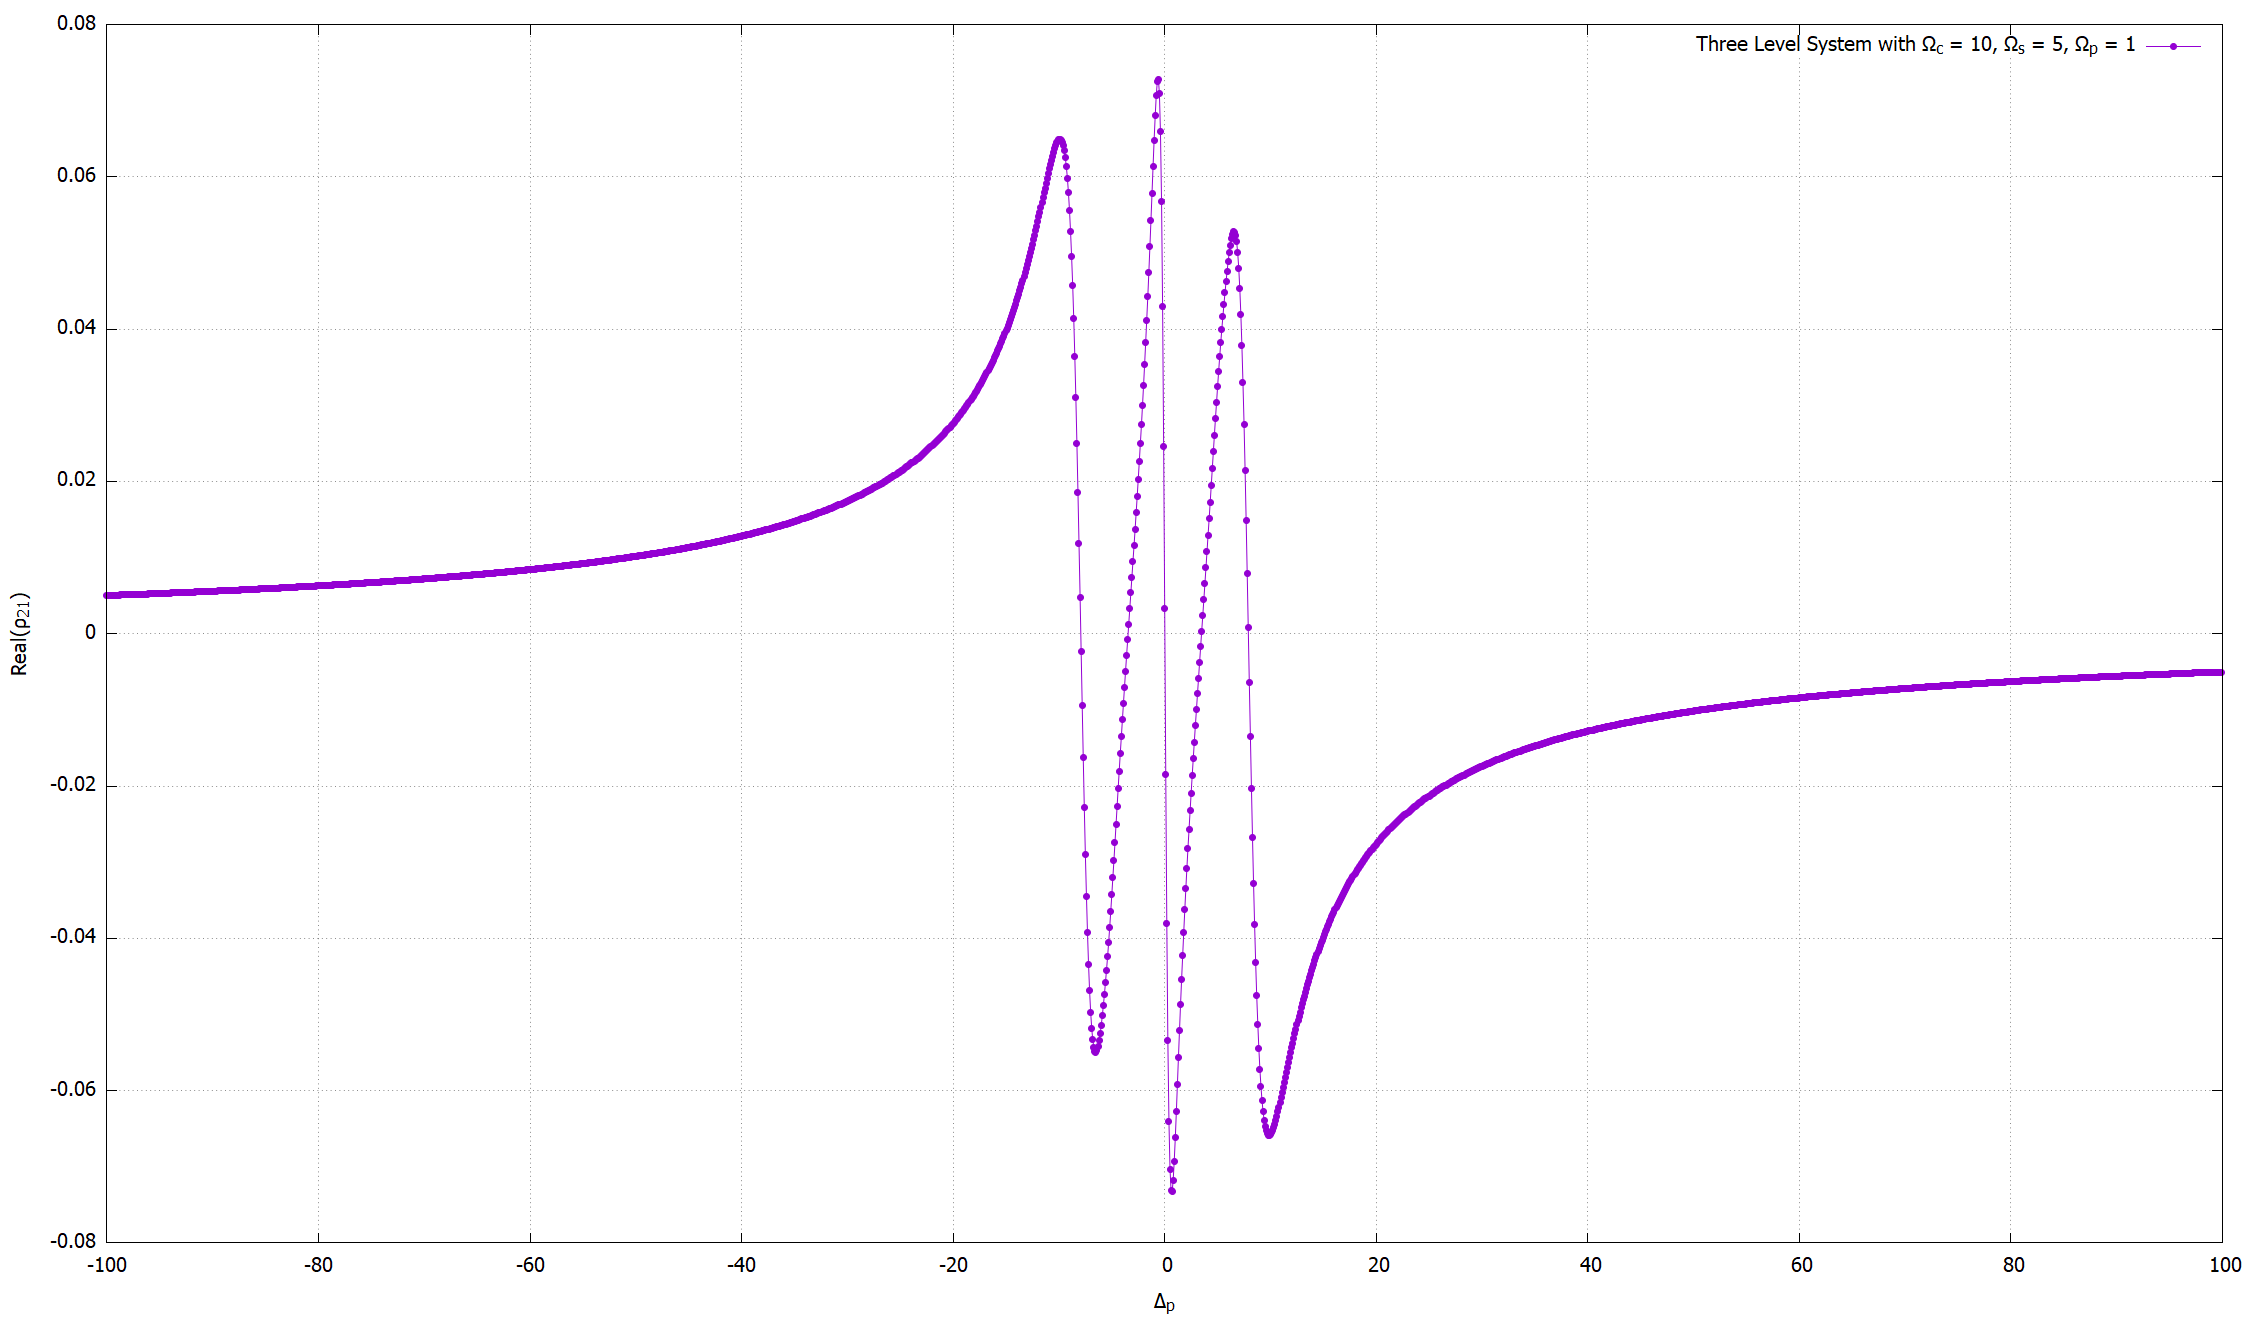 0.08
Three Level System with Ωc = 10, Ωs = 5, Ωp = 1
0.06
0.04
0.02
0
-0.02
-0.04
-0.06
-0.08
Real(ρ21)
-100 -80 -60 -40 -20 0 20 40 60 80 100
Δp